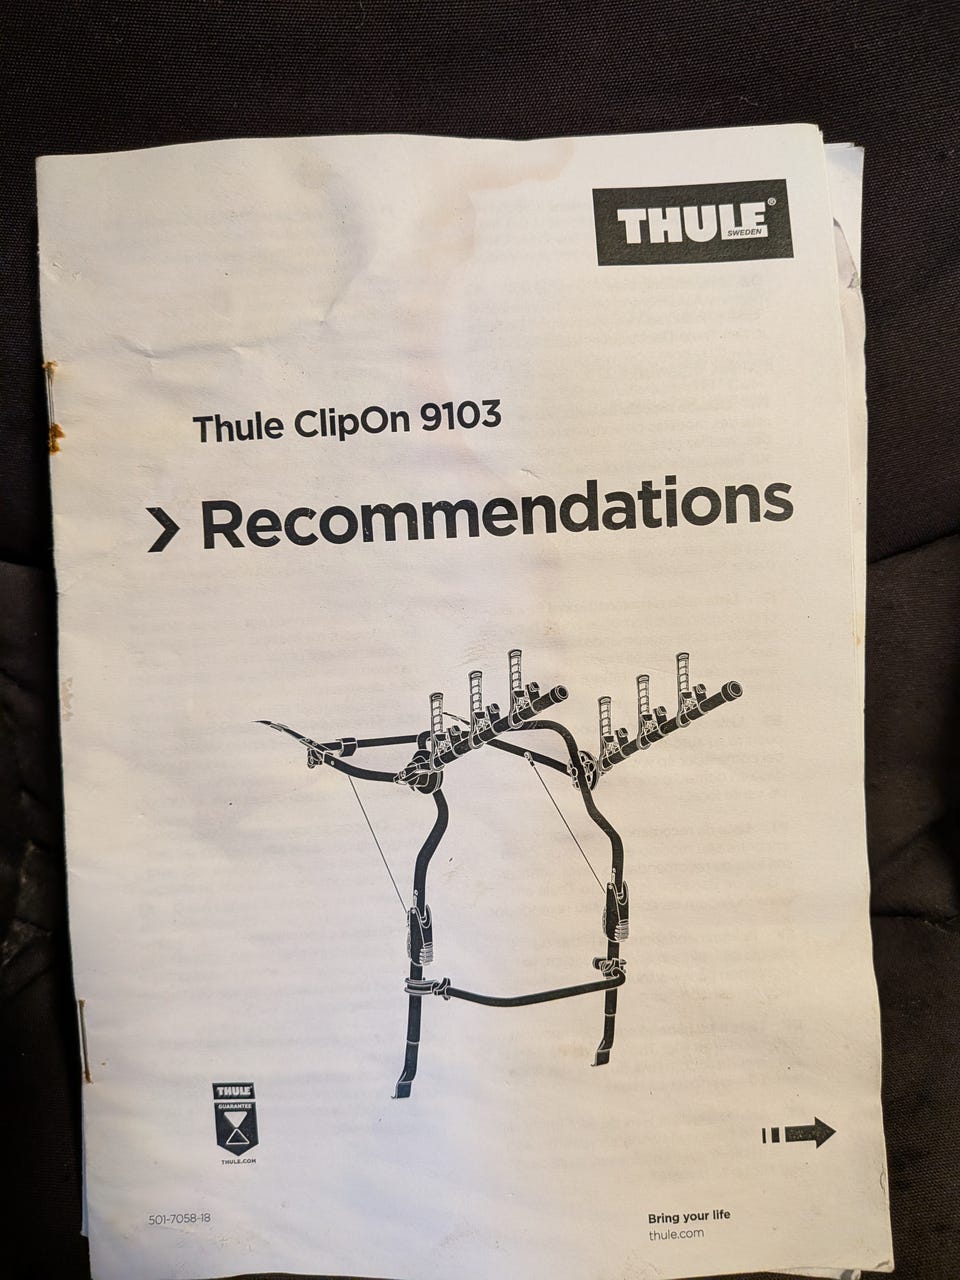 THULE®
SWEDEN
Thule ClipOn 9103
Recommendations
THULE
GUARANTEE
THULE.COM
501-7058-18
Bring your life
thule.com